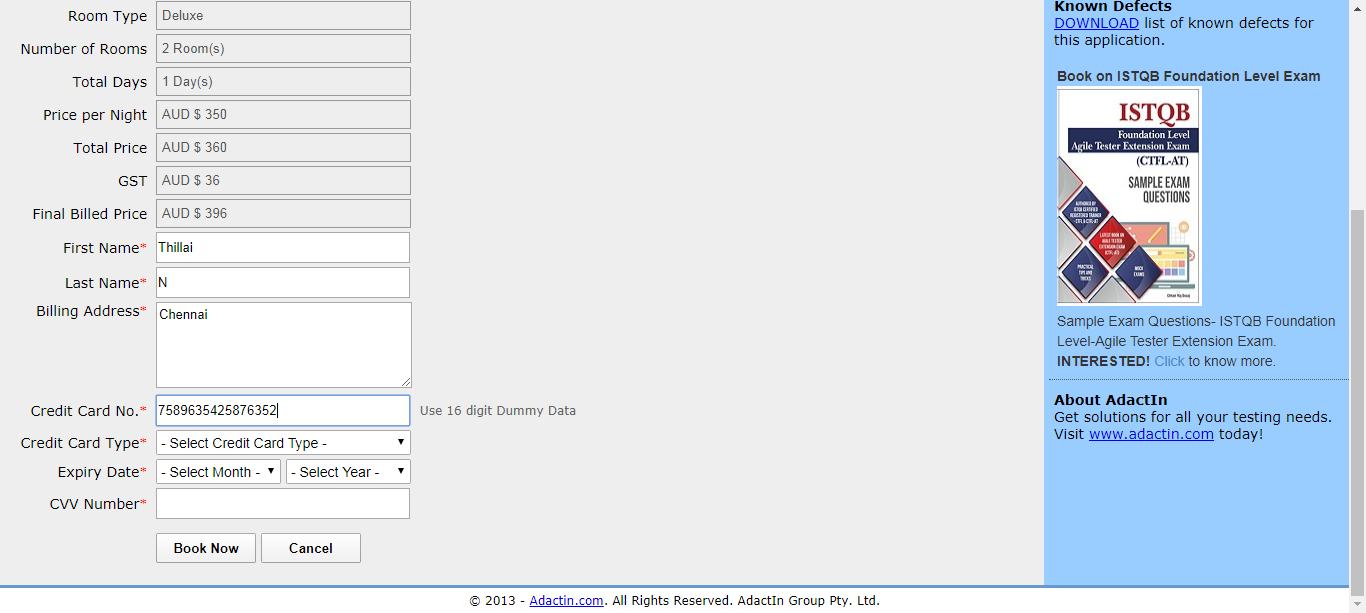 Room Type Deluxe
Number of Rooms 2 Room(s)
Total Days 1 Day(s)
Price per Night AUD $ 350
Total Price AUD $ 360
GST AUD $ 36
Final Billed Price AUD $ 396
First Name* Thillai
Last Name* N
Billing Address* Chennai
Credit Card No.* 7589635425876352 Use 16 digit Dummy Data
Credit Card Type* - Select Credit Card Type -
Expiry Date* - Select Month - - Select Year -
CVV Number*
Book Now Cancel
Known Defects
DOWNLOAD list of known defects for
this application.
Book on ISTQB Foundation Level Exam
ISTQB
Foundation Level
Agile Tester Extension Exam
(CTFL-AT)
SAMPLE EXAM
QUESTIONS
AUTHORED BY
ISTQB CERTIFIED
REGISTERED TRAINER
- CTFL & CTFL-AT
LATEST BOOK ON
AGILE TESTER
EXTENSION EXAM
(CTFL-AT)
PRACTICAL
TIPS AND
TRICKS
MOCK
EXAMS
Sample Exam Questions- ISTQB Foundation
Level-Agile Tester Extension Exam.
INTERESTED! Click to know more.
About AdactIn
Get solutions for all your testing needs.
Visit www.adactin.com today!
© 2013 - Adactin.com. All Rights Reserved. AdactIn Group Pty. Ltd.